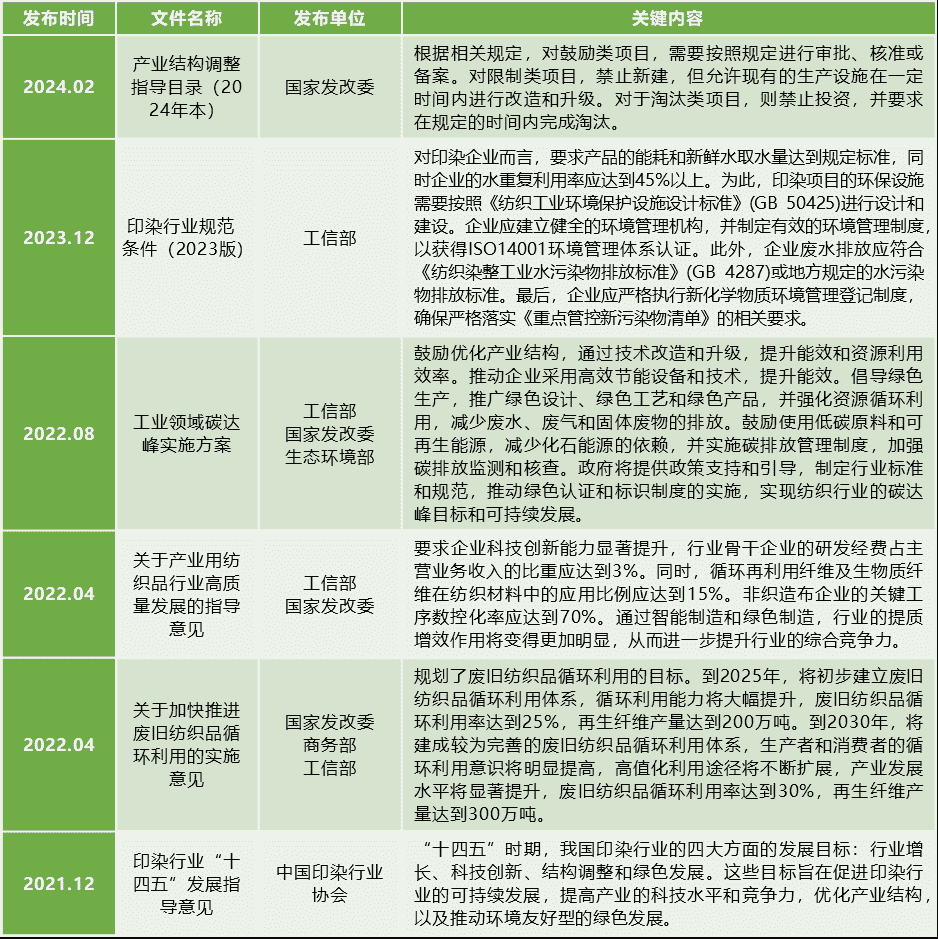 发布时间 文件名称 发布单位 关键内容
2024.02
产业结构调整
指导目录（20
24年本）
国家发改委
根据相关规定，对鼓励类项目，需要按照规定进行审批、核准或
备案。对限制类项目，禁止新建，但允许现有的生产设施在一定
时间内进行改造和升级。对于淘汰类项目，则禁止投资，并要求
在规定的时间内完成淘汰。
2023.12
印染行业规范
条件（2023版）
工信部
对印染企业而言，要求产品的能耗和新鲜水取水量达到规定标准，同
时企业的水重复利用率应达到45%以上。为此，印染项目的环保设施
需要按照《纺织工业环境保护设施设计标准》(GB 50425)进行设计和
建设。企业应建立健全的环境管理机构，并制定有效的环境管理制度，
以获得ISO14001环境管理体系认证。此外，企业废水排放应符合
《纺织染整工业水污染物排放标准》(GB 4287)或地方规定的水污染
物排放标准。最后，企业应严格执行新化学物质环境管理登记制度，
确保严格落实《重点管控新污染物清单》的相关要求。
2022.08
工业领域碳达
峰实施方案
工信部
国家发改委
生态环境部
鼓励优化产业结构，通过技术改造和升级，提升能效和资源利用
效率。推动企业采用高效节能设备和技术，提升能效。倡导绿色
生产，推广绿色设计、绿色工艺和绿色产品，并强化资源循环利
用，减少废水、废气和固体废物的排放。鼓励使用低碳原料和可
再生能源，减少化石能源的依赖，并实施碳排放管理制度，加强
碳排放监测和核查。政府将提供政策支持和引导，制定行业标准
和规范，推动绿色认证和标识制度的实施，实现纺织行业的碳达
峰目标和可持续发展。
2022.04
关于产业用纺
织品行业高质
量发展的指导
意见
工信部
国家发改委
要求企业科技创新能力显著提升，行业骨干企业的研发经费占主
营业务收入的比重应达到3%。同时，循环再利用纤维及生物质纤
维在纺织材料中的应用比例应达到15%。非织造布企业的关键工
序数控化率应达到70%。通过智能制造和绿色制造，行业的提质
增效作用将变得更加明显，从而进一步提升行业的综合竞争力。
2022.04
关于加快推进
废旧纺织品循
环利用的实施
意见
国家发改委
商务部
工信部
规划了废旧纺织品循环利用的目标。到2025年，将初步建立废旧
纺织品循环利用体系，循环利用能力将大幅提升，废旧纺织品循
环利用率达到25%，再生纤维产量达到200万吨。到2030年，将
建成较为完善的废旧纺织品循环利用体系，生产者和消费者的循
环利用意识将明显提高，高值化利用途径将不断扩展，产业发展
水平将显著提升，废旧纺织品循环利用率达到30%，再生纤维产
量达到300万吨。
2021.12
印染行业“十
四五”发展指
导意见
中国印染行业
协会
“十四五”时期，我国印染行业的四大方面的发展目标：行业增
长、科技创新、结构调整和绿色发展。这些目标旨在促进印染行
业的可持续发展，提高产业的科技水平和竞争力，优化产业结构，
以及推动环境友好型的绿色发展。